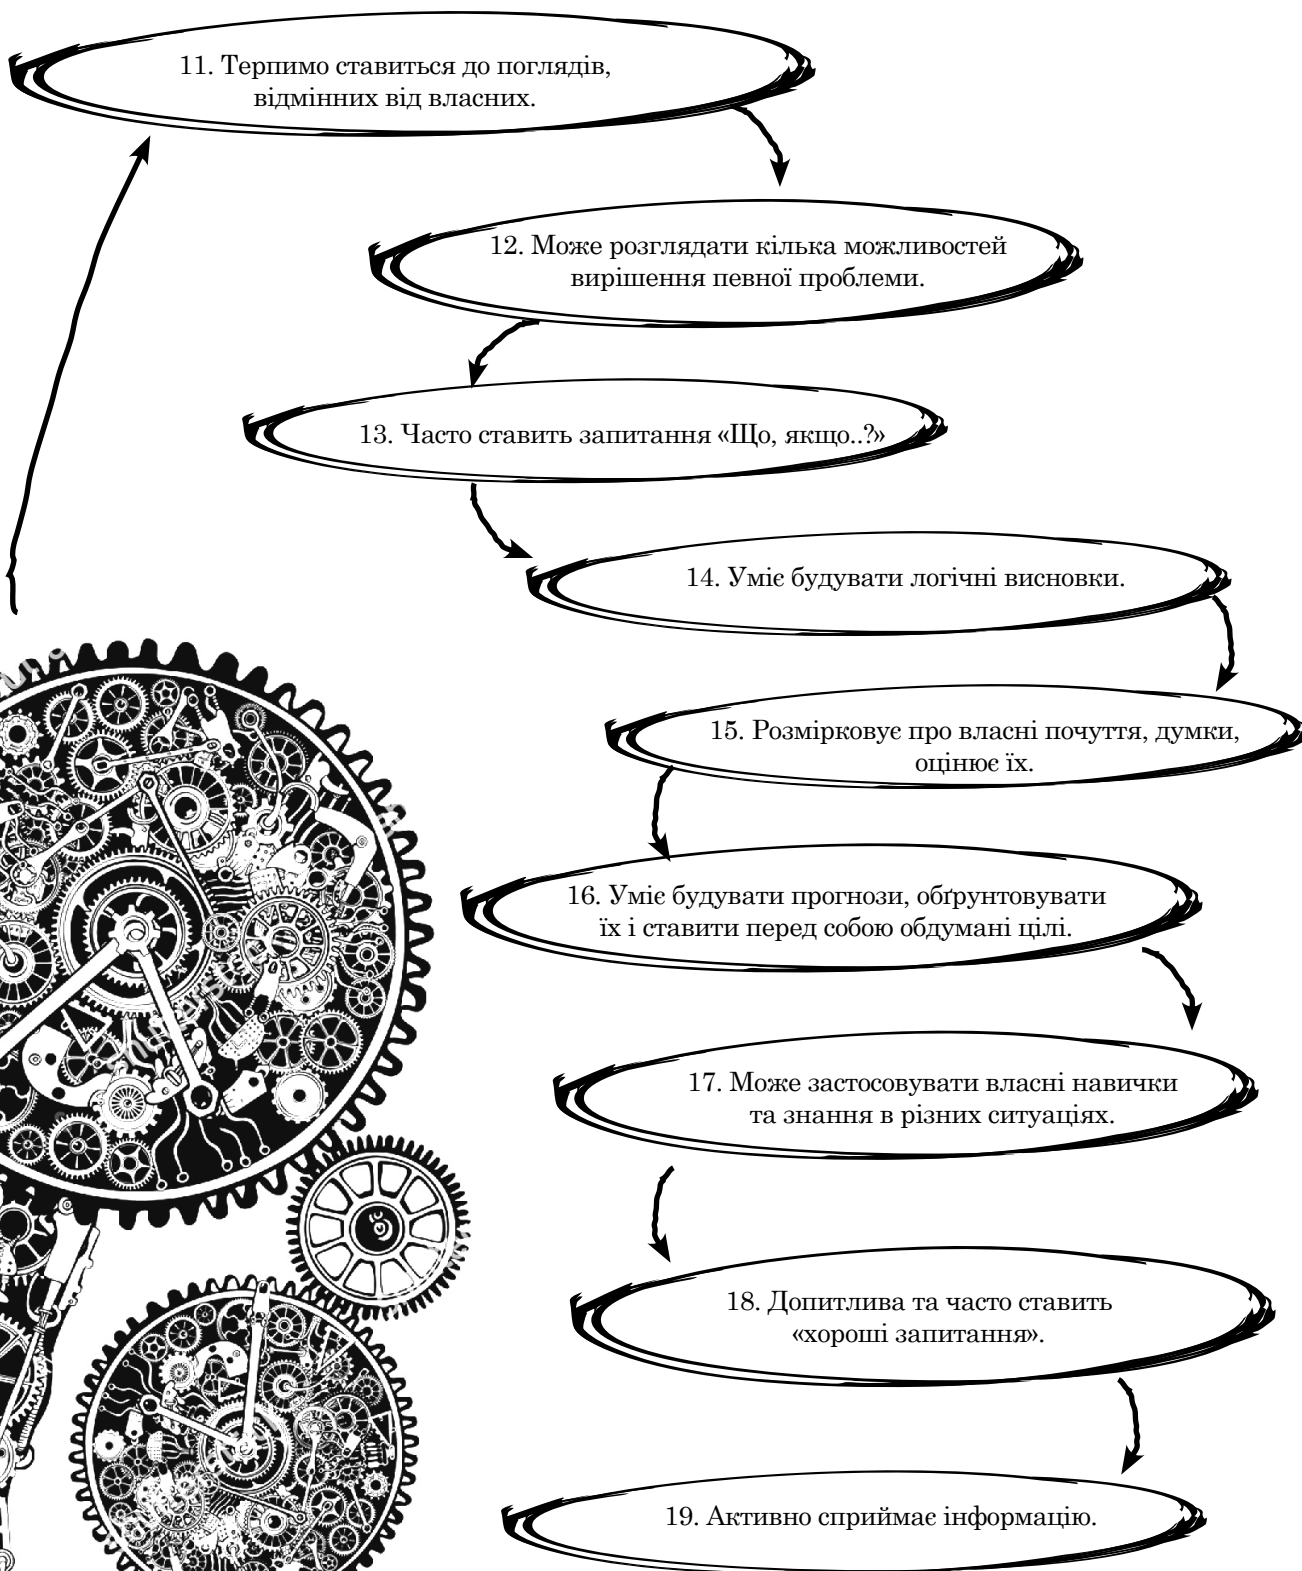 11. Терпимо ставиться до поглядів,
відмінних від власних.
12. Може розглядати кілька можливостей
вирішення певної проблеми.
13. Часто ставить запитання «Що, якщо..?»
14. Уміє будувати логічні висновки.
15. Розмірковує про власні почуття, думки,
оцінює їх.
16. Уміє будувати прогнози, обґрунтовувати
їх і ставити перед собою обдумані цілі.
17. Може застосовувати власні навички
та знання в різних ситуаціях.
18. Допитлива та часто ставить
«хороші запитання».
19. Активно сприймає інформацію.